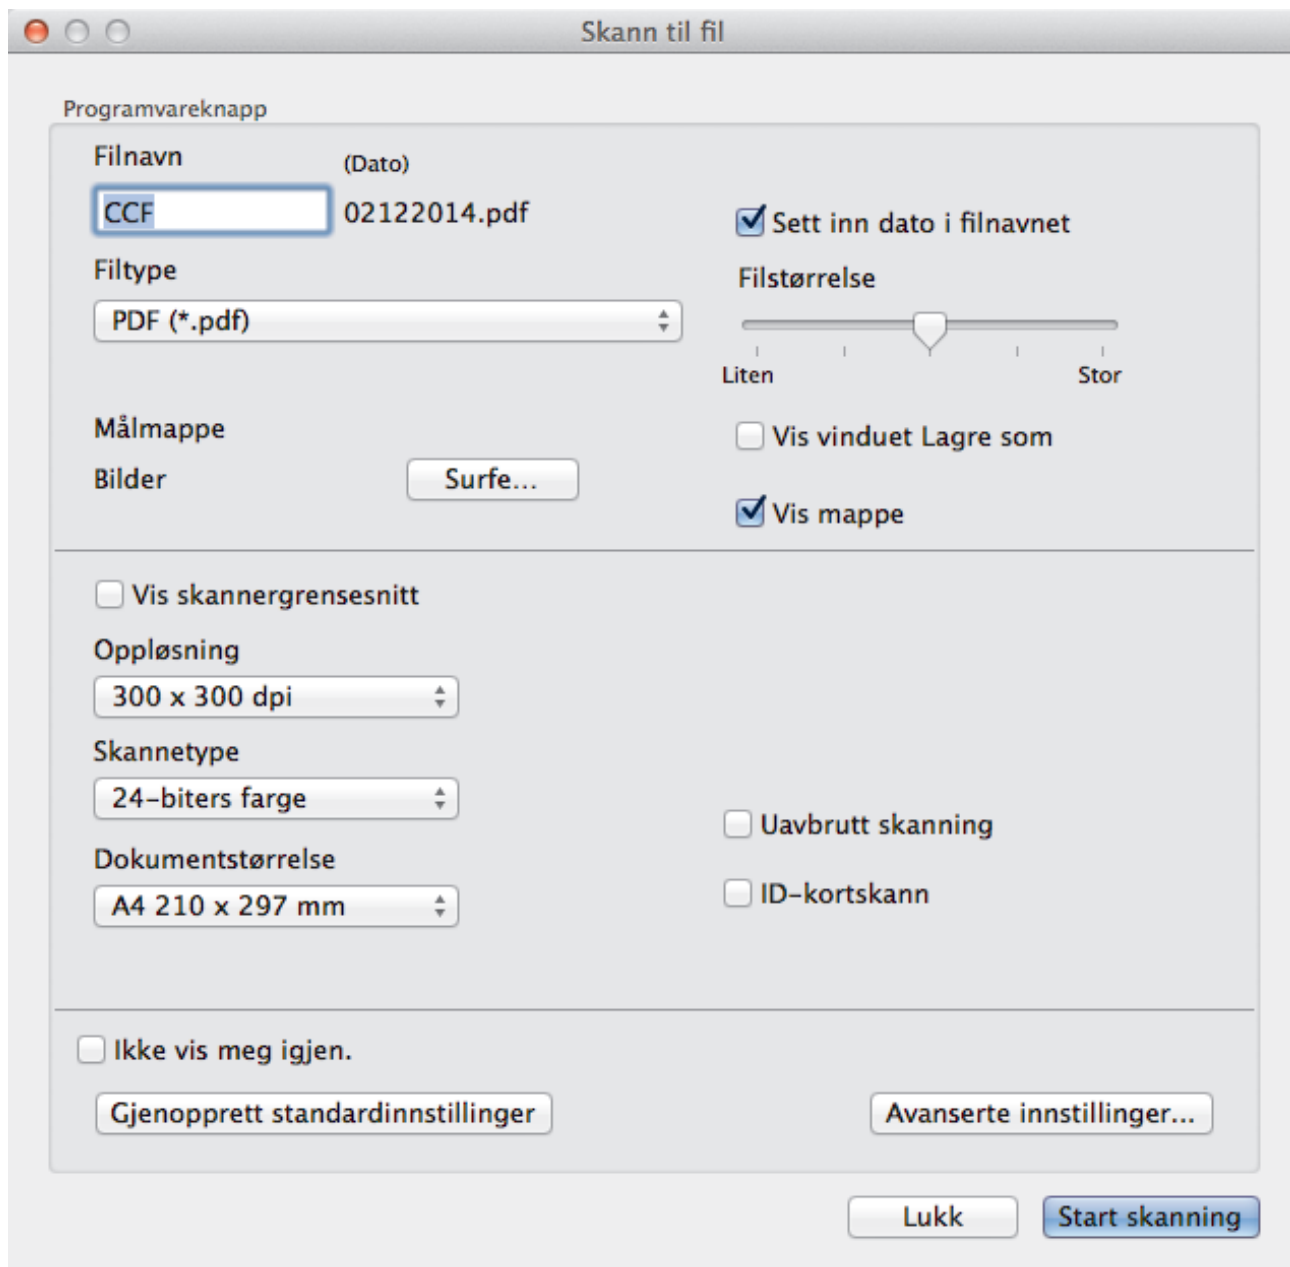 Skann til fil
Programvareknapp
Filnavn
(Dato)
CCF
02122014.pdf
Sett inn dato i filnavnet
Filtype
PDF (*.pdf)
Filstørrelse
Liten
Stor
Målmappe
Bilder
Surfe...
Vis vinduet Lagre som
Vis mappe
Vis skannergrensesnitt
Oppløsning
300 x 300 dpi
Skannetype
24-biters farge
Dokumentstørrelse
A4 210 x 297 mm
Uavbrutt skanning
ID-kortskann
Ikke vis meg igjen.
Gjenopprett standardinnstillinger
Avanserte innstillinger...
Lukk
Start skanning